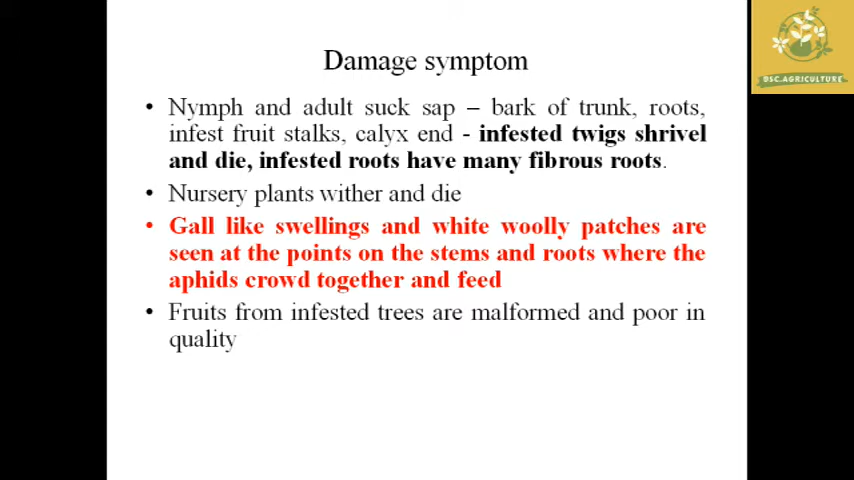 Damage symptom
• Nymph and adult suck sap – bark of trunk, roots,
infest fruit stalks, calyx end - infested twigs shrivel
and die, infested roots have many fibrous roots.
• Nursery plants wither and die
• Gall like swellings and white woolly patches are
seen at the points on the stems and roots where the
aphids crowd together and feed
• Fruits from infested trees are malformed and poor in
quality
DSC.AGRICULTURE